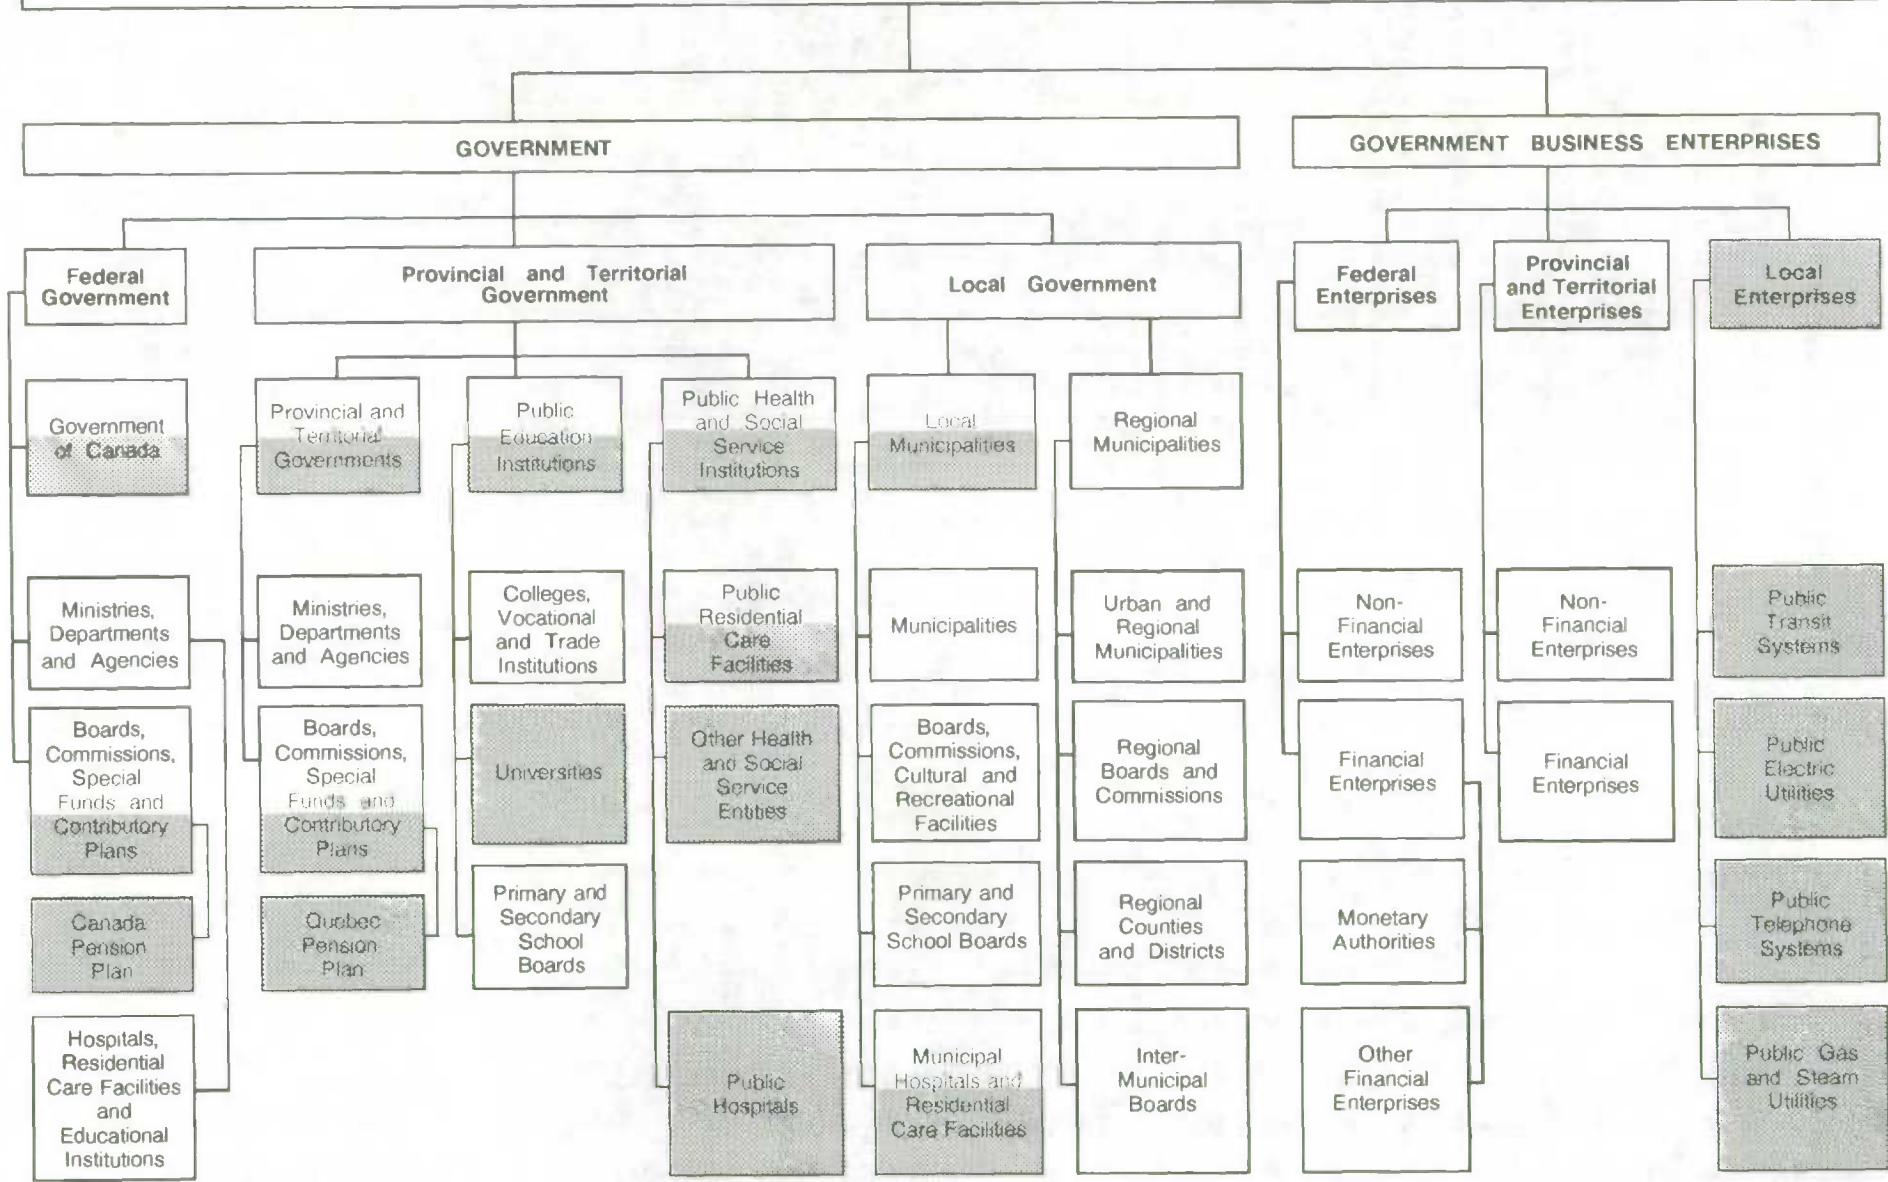 GOVERNMENT
GOVERNMENT BUSINESS ENTERPRISES
Federal
Government
Provincial and Territorial
Government
Local Government
Federal
Enterprises
Provincial
and Territorial
Enterprises
Local
Enterprises
Government
of Canada
Provincial and
Territorial
Governments
Public
Education
Institutions
Public Health
and Social
Service
Institutions
Local
Municipalities
Regional
Municipalities
Ministries,
Departments
and Agencies
Ministries,
Departments
and Agencies
Colleges,
Vocational
and Trade
Institutions
Public
Residential
Care
Facilities
Municipalities
Urban and
Regional
Municipalities
Non-
Financial
Enterprises
Non-
Financial
Enterprises
Public
Transit
Systems
Boards,
Commissions,
Special
Funds and
Contributory
Plans
Boards,
Commissions,
Special
Funds and
Contributory
Plans
Universities
Other Health
and Social
Service
Entities
Boards,
Commissions,
Cultural and
Recreational
Facilities
Regional
Boards and
Commissions
Financial
Enterprises
Financial
Enterprises
Public
Electric
Utilities
Canada
Pension
Plan
Quebec
Pension
Plan
Primary and
Secondary
School
Boards
Primary and
Secondary
School Boards
Regional
Counties
and Districts
Monetary
Authorities
Public
Telephone
Systems
Hospitals,
Residential
Care Facilities
and
Educational
Institutions
Public
Hospitals
Municipal
Hospitals and
Residential
Care Facilities
Inter-
Municipal
Boards
Other
Financial
Enterprises
Public Gas
and Steam
Utilities